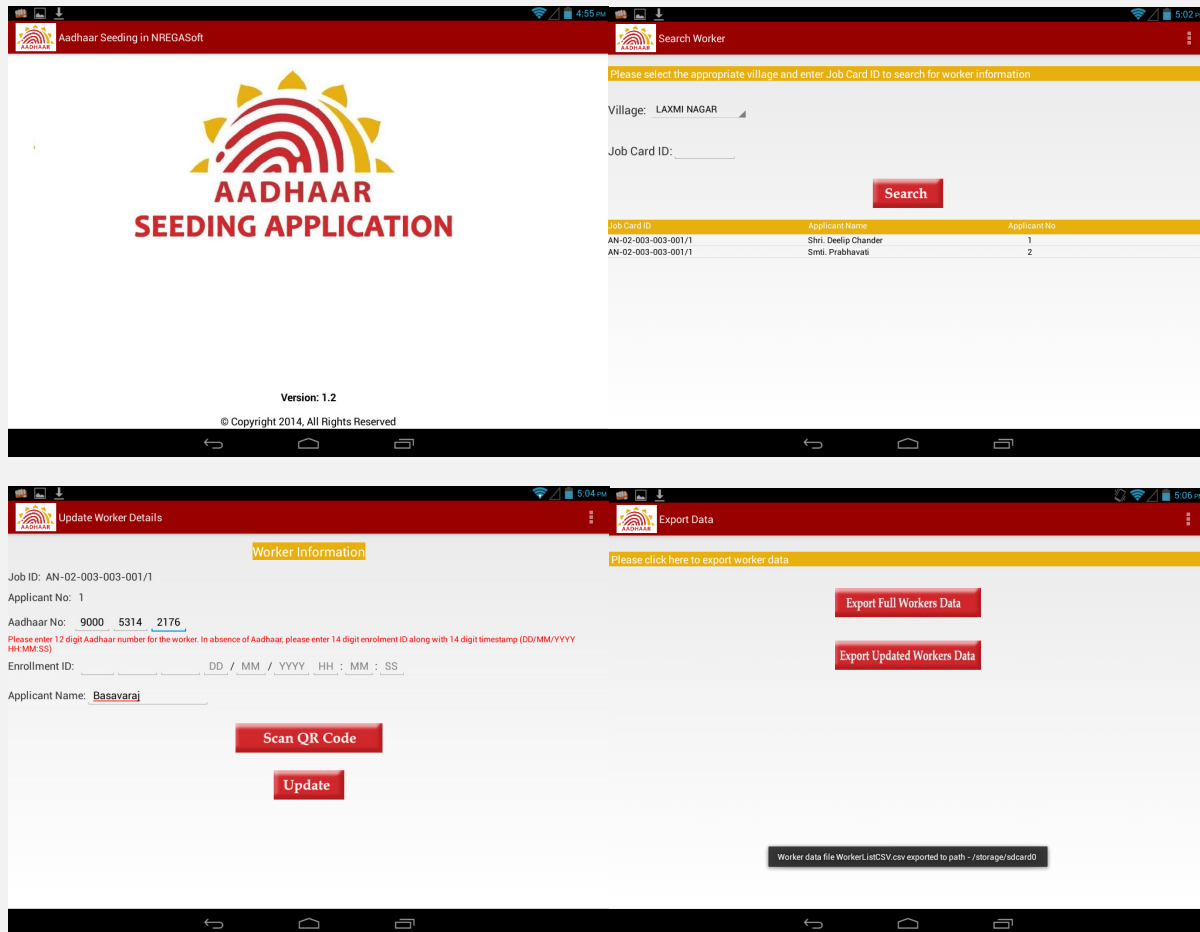 4:55 PM
AADHAAR
Aadhaar Seeding in NREGASoft
AADHAAR
SEEDING APPLICATION
Version: 1.2
© Copyright 2014, All Rights Reserved
5:02 P
AADHAAR
Search Worker
Please select the appropriate village and enter Job Card ID to search for worker information
Village: LAXMI NAGAR
Job Card ID:
Search
Job Card ID Applicant Name Applicant No
AN-02-003-003-001/1 Shri. Deelip Chander 1
AN-02-003-003-001/1 Smti. Prabhavati 2
5:04 PM
AADHAAR
Update Worker Details
Worker Information
Job ID: AN-02-003-003-001/1
Applicant No: 1
Aadhaar No: 9000 5314 2176
Please enter 12 digit Aadhaar number for the worker. In absence of Aadhaar, please enter 14 digit enrolment ID along with 14 digit timestamp (DD/MM/YYYY
HH:MM:SS)
Enrollment ID: DD / MM / YYYY HH : MM : SS
Applicant Name: Basavaraj
Scan QR Code
Update
5:06 P
AADHAAR
Export Data
Please click here to export worker data
Export Full Workers Data
Export Updated Workers Data
Worker data file WorkerListCSV.csv exported to path - /storage/sdcard0